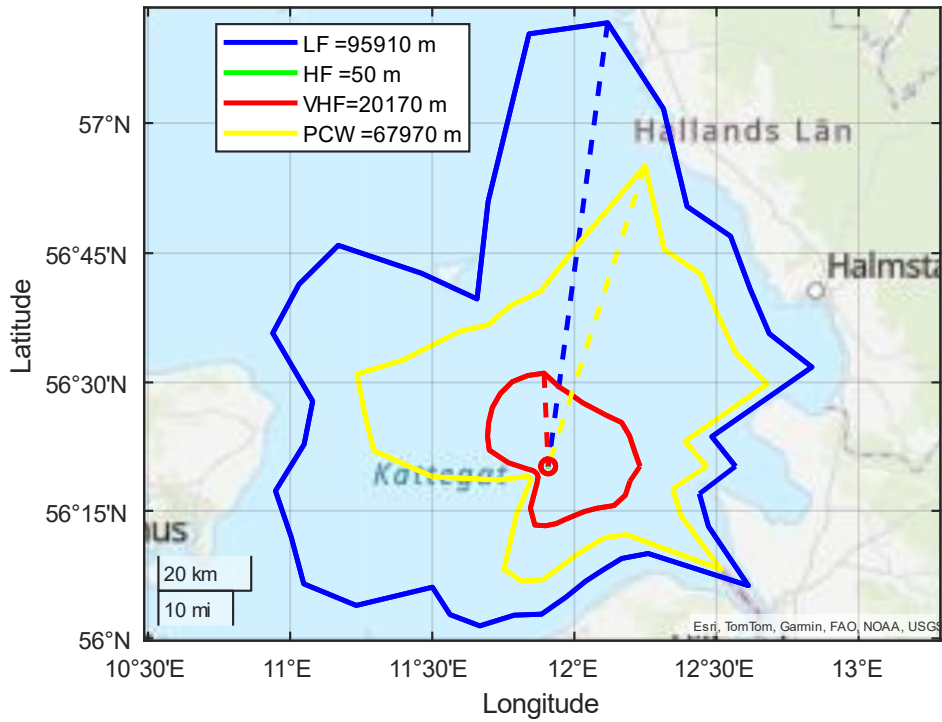 LF =95910 m
HF =50 m
VHF=20170 m
PCW =67970 m
57°N
Hallands Län
56°45'N
Halmsta
Latitude
56°30'N
Kattegat
56°15'N
us
20 km
10 mi
Esri, TomTom, Garmin, FAO, NOAA, USGS
56°N
10°30'E
11°E
11°30'E
12°E
12°30'E
13°E
Longitude